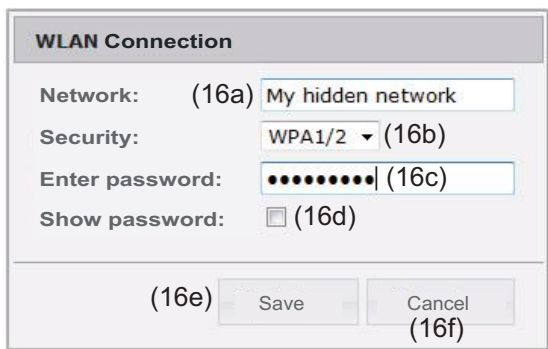 WLAN Connection
Network: (16a) My hidden network
Security: WPA1/2 (16b)
Enter password: ●●●●●●●●● (16c)
Show password: (16d)
(16e) Save Cancel
(16f)